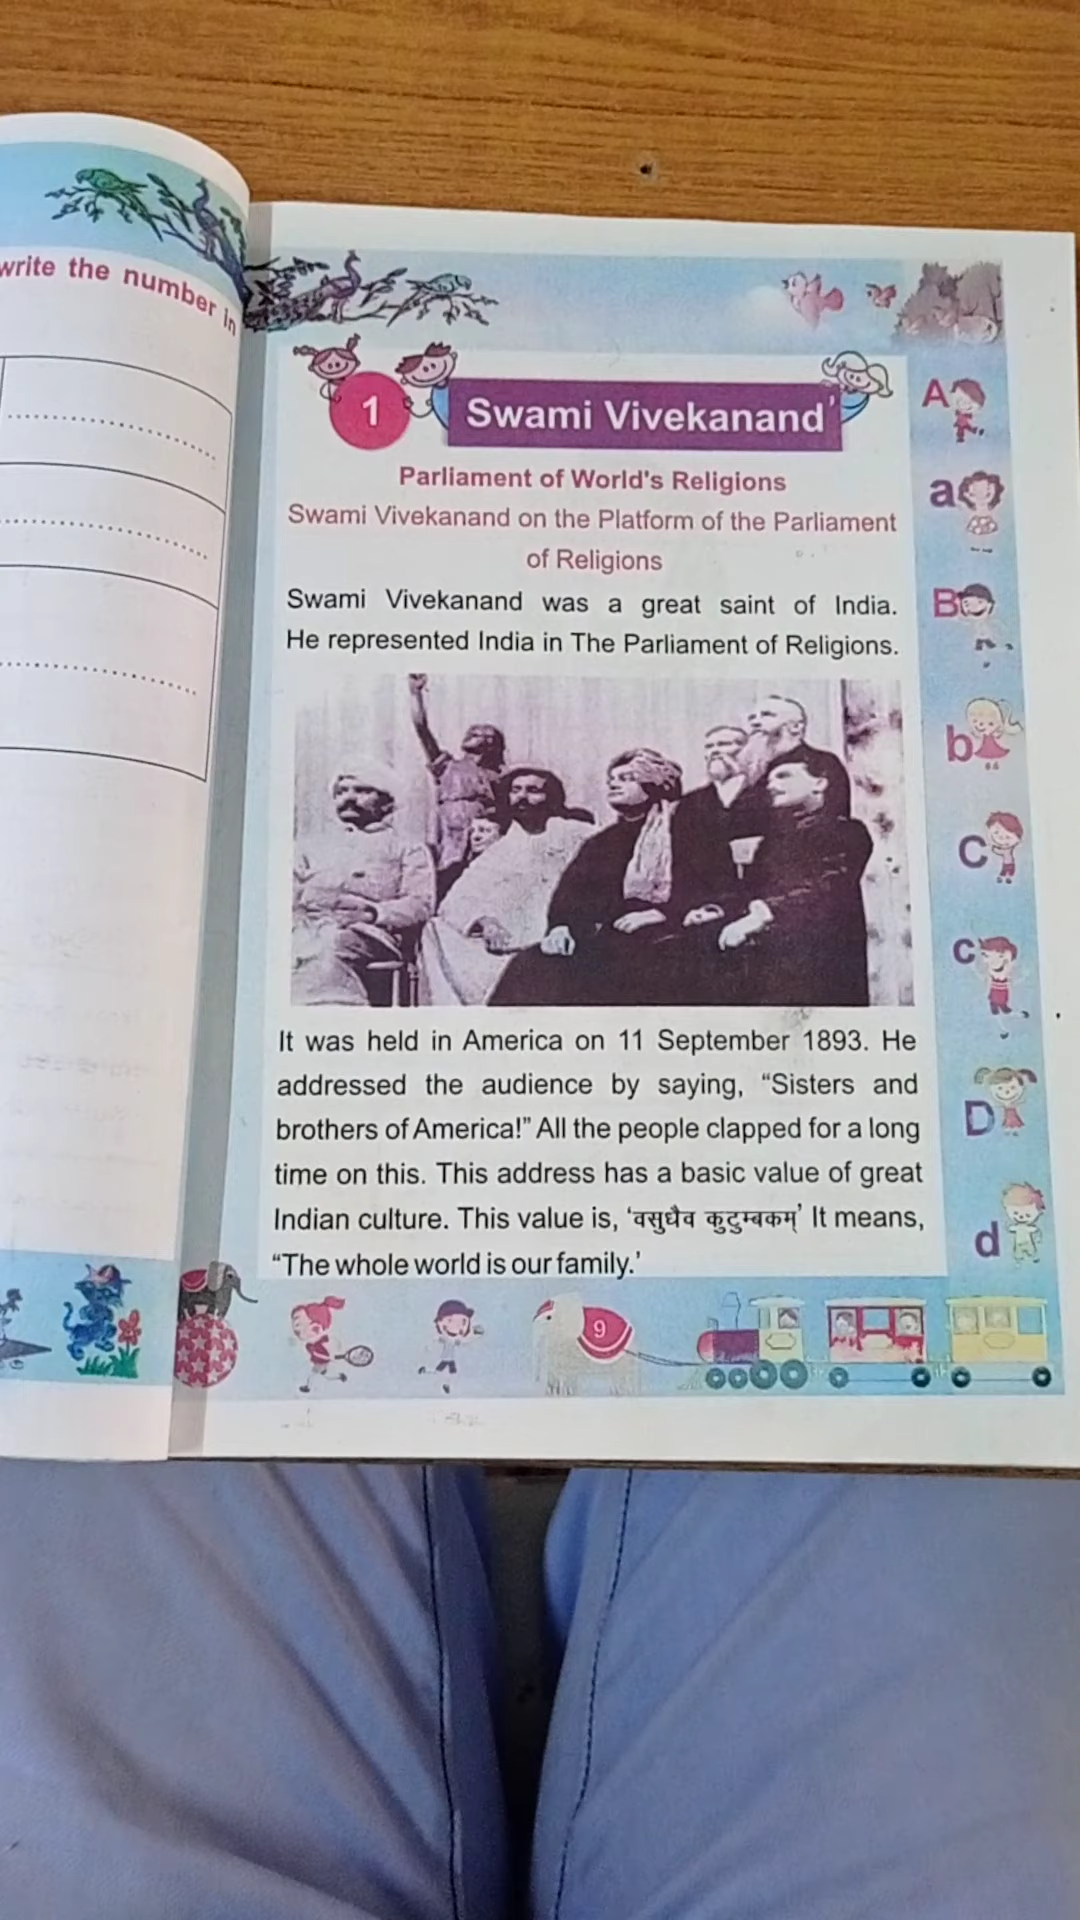 write the number in
1
Swami Vivekanand
Parliament of World's Religions
Swami Vivekanand on the Platform of the Parliament
of Religions
Swami Vivekanand was a great saint of India.
He represented India in The Parliament of Religions.
It was held in America on 11 September 1893. He
addressed the audience by saying, “Sisters and
brothers of America!” All the people clapped for a long
time on this. This address has a basic value of great
Indian culture. This value is, ‘वसुधैव कुटुम्बकम्’ It means,
“The whole world is our family.’
A
a
B
b
C
c
D
d
9